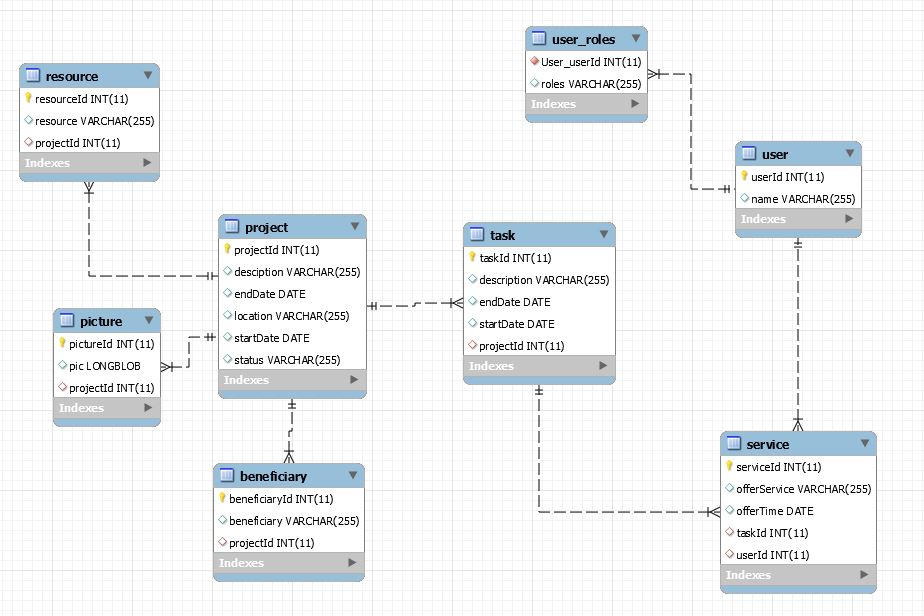 user_roles
User_userId INT(11)
roles VARCHAR(255)
Indexes
resource
resourceId INT(11)
resource VARCHAR(255)
projectId INT(11)
Indexes
user
userId INT(11)
name VARCHAR(255)
Indexes
project
projectId INT(11)
desciption VARCHAR(255)
endDate DATE
location VARCHAR(255)
startDate DATE
status VARCHAR(255)
Indexes
task
taskId INT(11)
description VARCHAR(255)
endDate DATE
startDate DATE
projectId INT(11)
Indexes
picture
pictureId INT(11)
pic LONGBLOB
projectId INT(11)
Indexes
beneficiary
beneficiaryId INT(11)
beneficiary VARCHAR(255)
projectId INT(11)
Indexes
service
serviceId INT(11)
offerService VARCHAR(255)
offerTime DATE
taskId INT(11)
userId INT(11)
Indexes